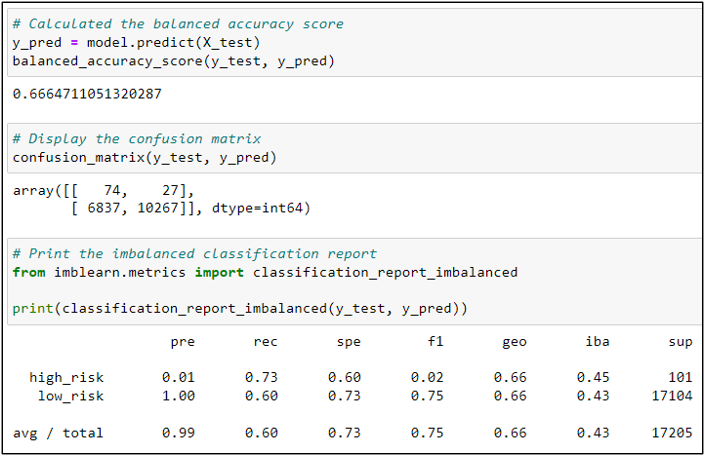 # Calculated the balanced accuracy score
y_pred = model.predict(X_test)
balanced_accuracy_score(y_test, y_pred)
0.6664711051320287
# Display the confusion matrix
confusion_matrix(y_test, y_pred)
array([[   74,    27],
       [ 6837, 10267]], dtype=int64)
# Print the imbalanced classification report
from imblearn.metrics import classification_report_imbalanced
print(classification_report_imbalanced(y_test, y_pred))
pre rec spe f1 geo iba sup
high_risk 0.01 0.73 0.60 0.02 0.66 0.45 101
low_risk 1.00 0.60 0.73 0.75 0.66 0.43 17104
avg / total 0.99 0.60 0.73 0.75 0.66 0.43 17205